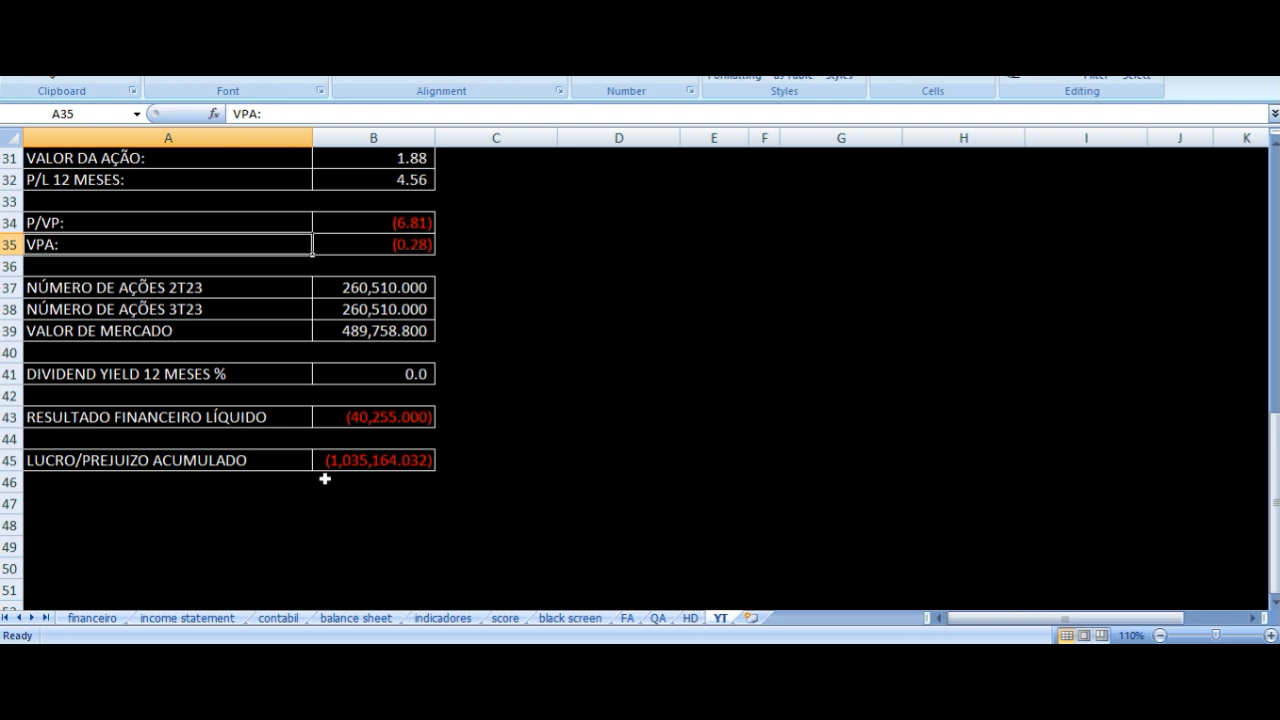 Clipboard Font Alignment Number Styles Cells Editing
A35 fx VPA:
A B C D E F G H I J K
31 VALOR DA AÇÃO: 1.88
32 P/L 12 MESES: 4.56
33
34 P/VP: (6.81)
35 VPA: (0.28)
36
37 NÚMERO DE AÇÕES 2T23 260,510.000
38 NÚMERO DE AÇÕES 3T23 260,510.000
39 VALOR DE MERCADO 489,758.800
40
41 DIVIDEND YIELD 12 MESES % 0.0
42
43 RESULTADO FINANCEIRO LÍQUIDO (40,255.000)
44
45 LUCRO/PREJUIZO ACUMULADO (1,035,164.032)
46
47
48
49
50
51
financeiro income statement contabil balance sheet indicadores score black screen FA QA HD YT
Ready 110%